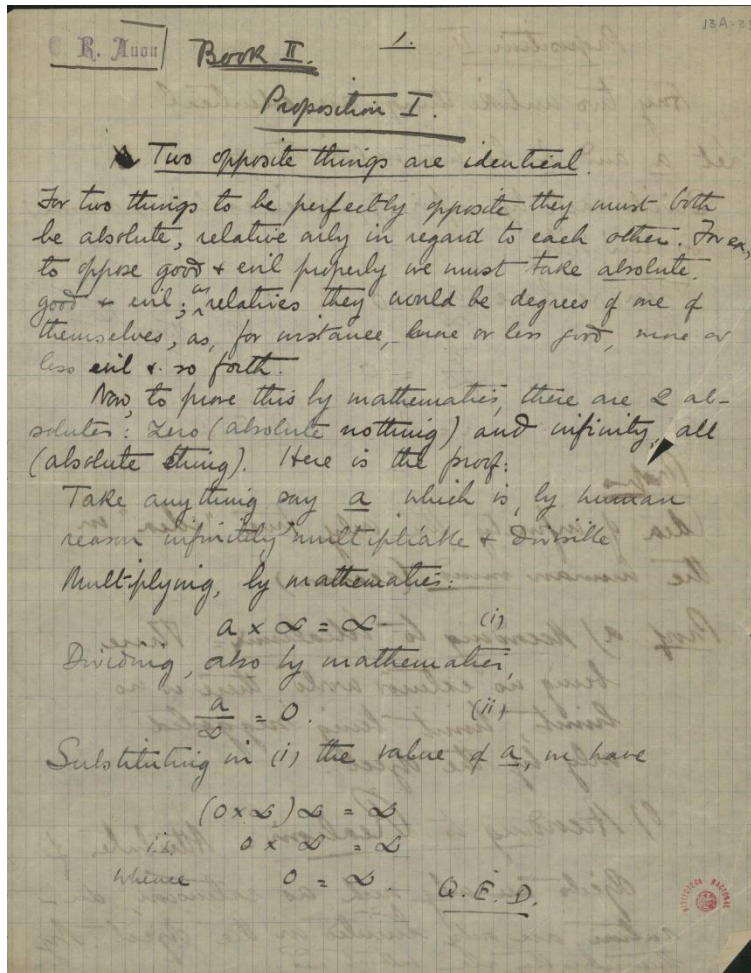 13A-
C. R. Anon
Book II.
1.
Proposition I.
Two opposite things are identical.
For two things to be perfectly opposite they must both
be absolute, relative only in regard to each other. For ex,
to oppose good & evil properly we must take absolute
good & evil; as relatives they would be degrees of one of
themselves, as, for instance, more or less good, more or
less evil & so forth.
Now, to prove this by mathematics, there are 2 ab-
solutes: zero (absolute nothing) and infinity, all
(absolute thing). Here is the proof:
Take anything say a which is, by human
reason infinitely multipliable & divisible
Multiplying, by mathematics:
a × ∞ = ∞ (i)
Dividing, also by mathematics,
a/∞ = 0. (ii)
Substituting in (i) the value of a, we have
(0 × ∞) ∞ = ∞
i.e. 0 × ∞ = ∞
whence 0 = ∞. Q.E.D.
BIBLIOTECA NACIONAL